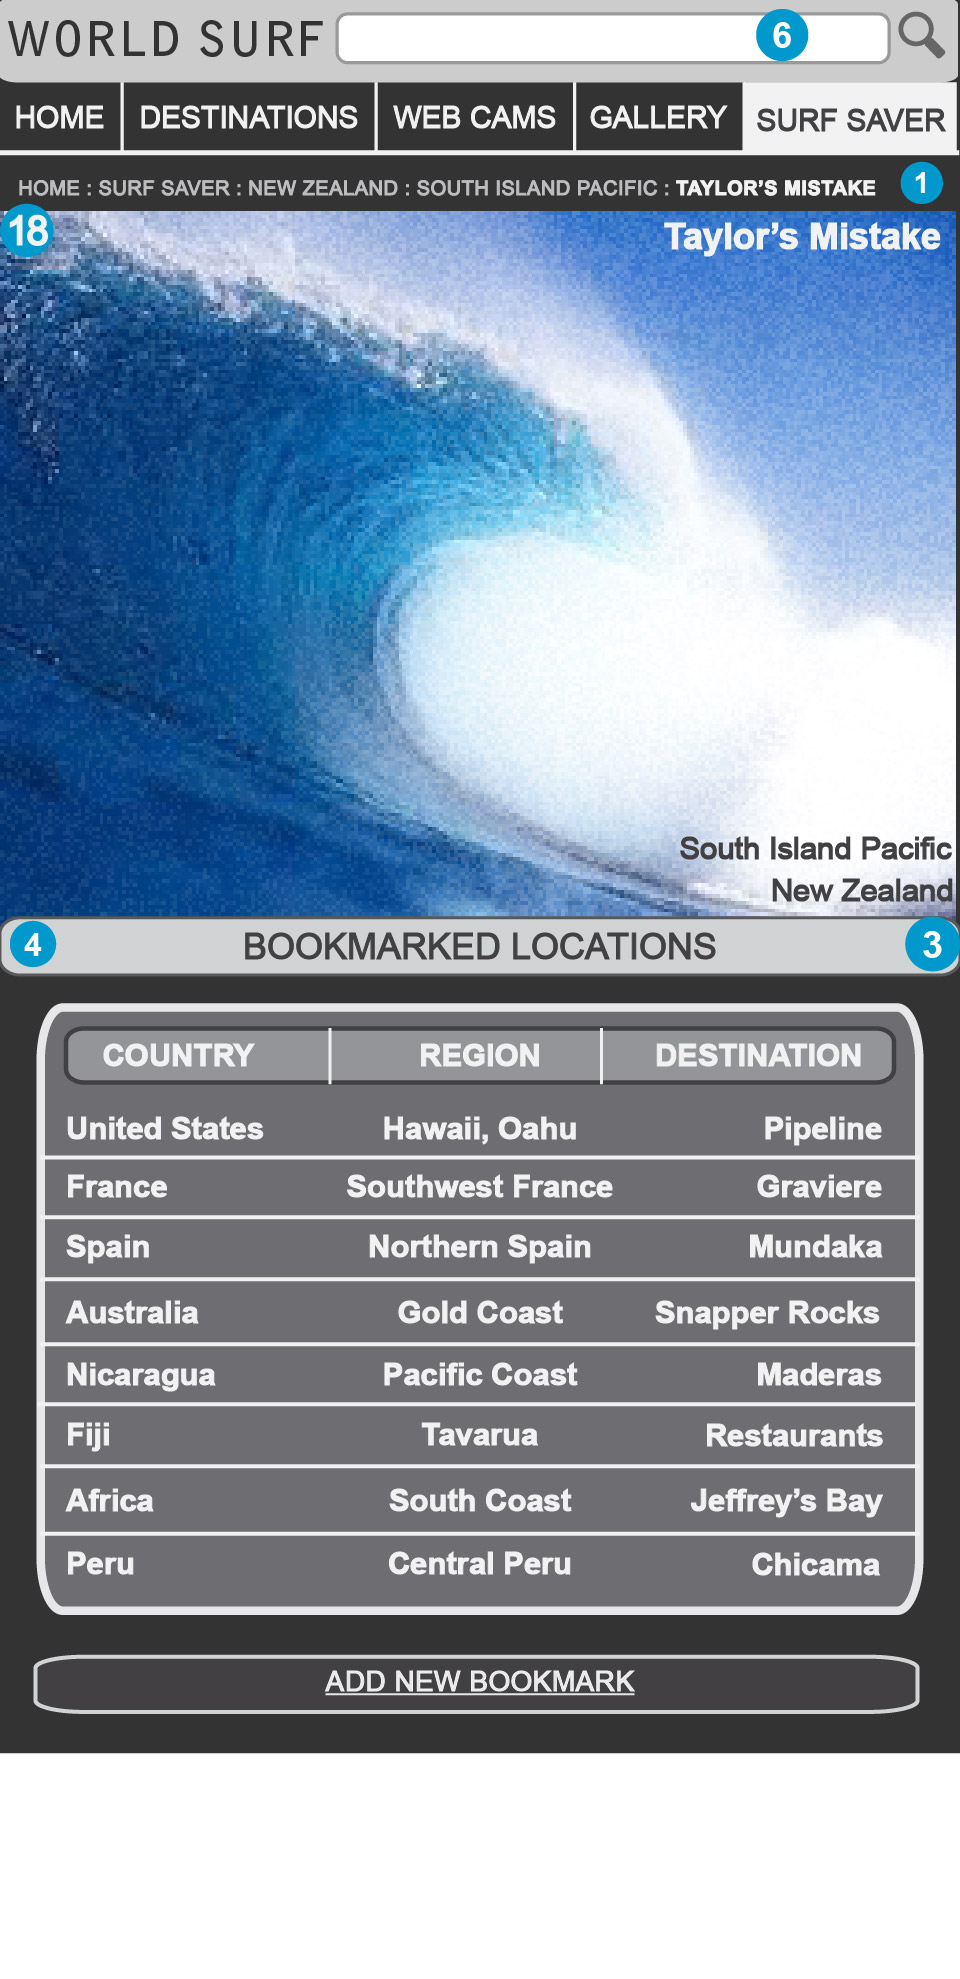 WORLD SURF 6
HOME DESTINATIONS WEB CAMS GALLERY SURF SAVER
HOME : SURF SAVER : NEW ZEALAND : SOUTH ISLAND PACIFIC : TAYLOR'S MISTAKE 1
18 Taylor's Mistake
South Island Pacific
New Zealand
4 BOOKMARKED LOCATIONS 3
COUNTRY REGION DESTINATION
United States Hawaii, Oahu Pipeline
France Southwest France Graviere
Spain Northern Spain Mundaka
Australia Gold Coast Snapper Rocks
Nicaragua Pacific Coast Maderas
Fiji Tavarua Restaurants
Africa South Coast Jeffrey's Bay
Peru Central Peru Chicama
ADD NEW BOOKMARK